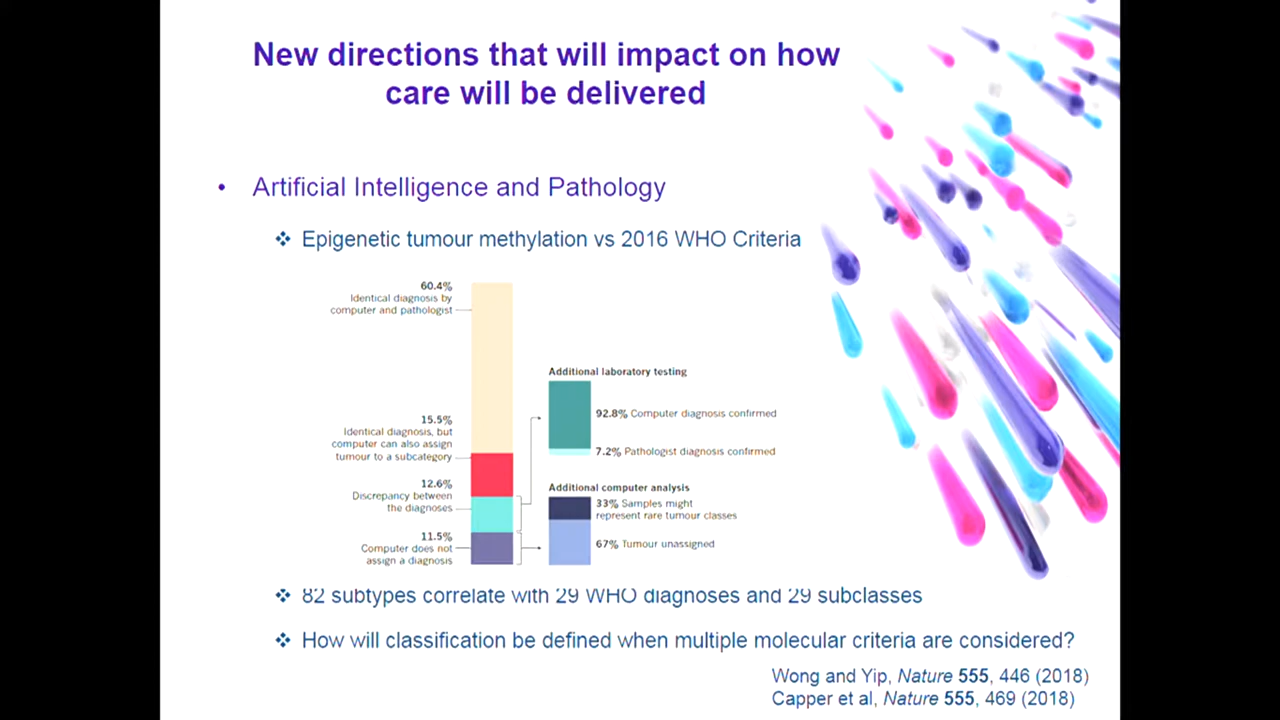 New directions that will impact on how
care will be delivered
• Artificial Intelligence and Pathology
❖ Epigenetic tumour methylation vs 2016 WHO Criteria
60.4%
Identical diagnosis by
computer and pathologist
15.5%
Identical diagnosis, but
computer can also assign
tumour to a subcategory
12.6%
Discrepancy between
the diagnoses
11.5%
Computer does not
assign a diagnosis
Additional laboratory testing
92.8% Computer diagnosis confirmed
7.2% Pathologist diagnosis confirmed
Additional computer analysis
33% Samples might
represent rare tumour classes
67% Tumour unassigned
❖ 82 subtypes correlate with 29 WHO diagnoses and 29 subclasses
❖ How will classification be defined when multiple molecular criteria are considered?
Wong and Yip, Nature 555, 446 (2018)
Capper et al, Nature 555, 469 (2018)